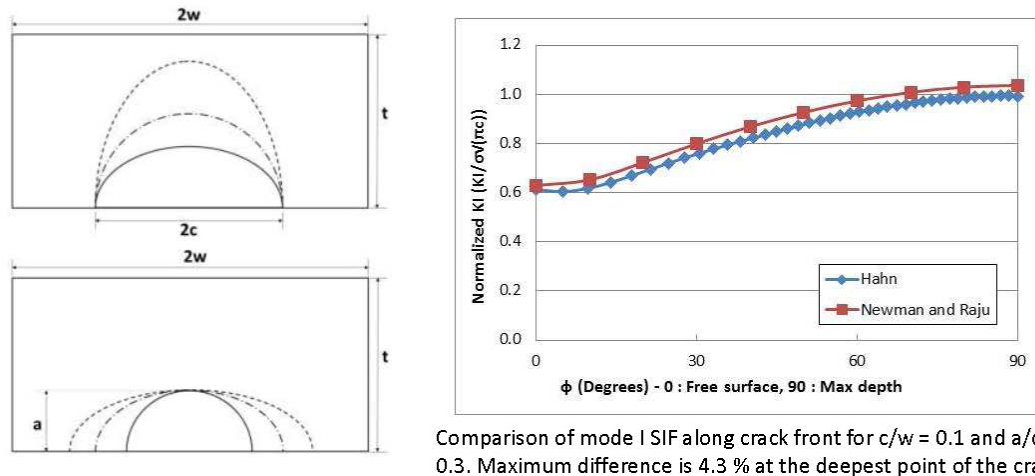 2w
t
2c
2w
t
a
1.2
1.0
0.8
0.6
0.4
0.2
0.0
Normalized KI (KI/σ√(πc))
Hahn
Newman and Raju
0 30 60 90
ϕ (Degrees) - 0 : Free surface, 90 : Max depth
Comparison of mode I SIF along crack front for c/w = 0.1 and
0.3. Maximum difference is 4.3 % at the deepest point of the